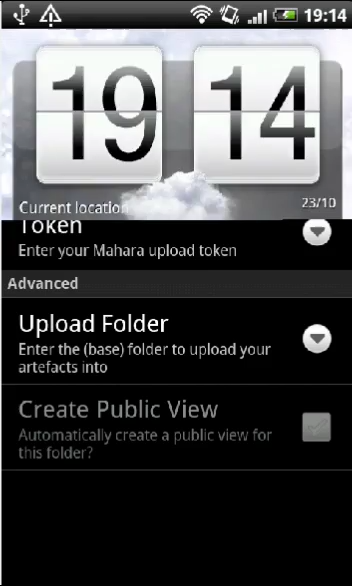 19:14
19 14
Current location
23/10
Token
Enter your Mahara upload token
Advanced
Upload Folder
Enter the (base) folder to upload your
artefacts into
Create Public View
Automatically create a public view for
this folder?